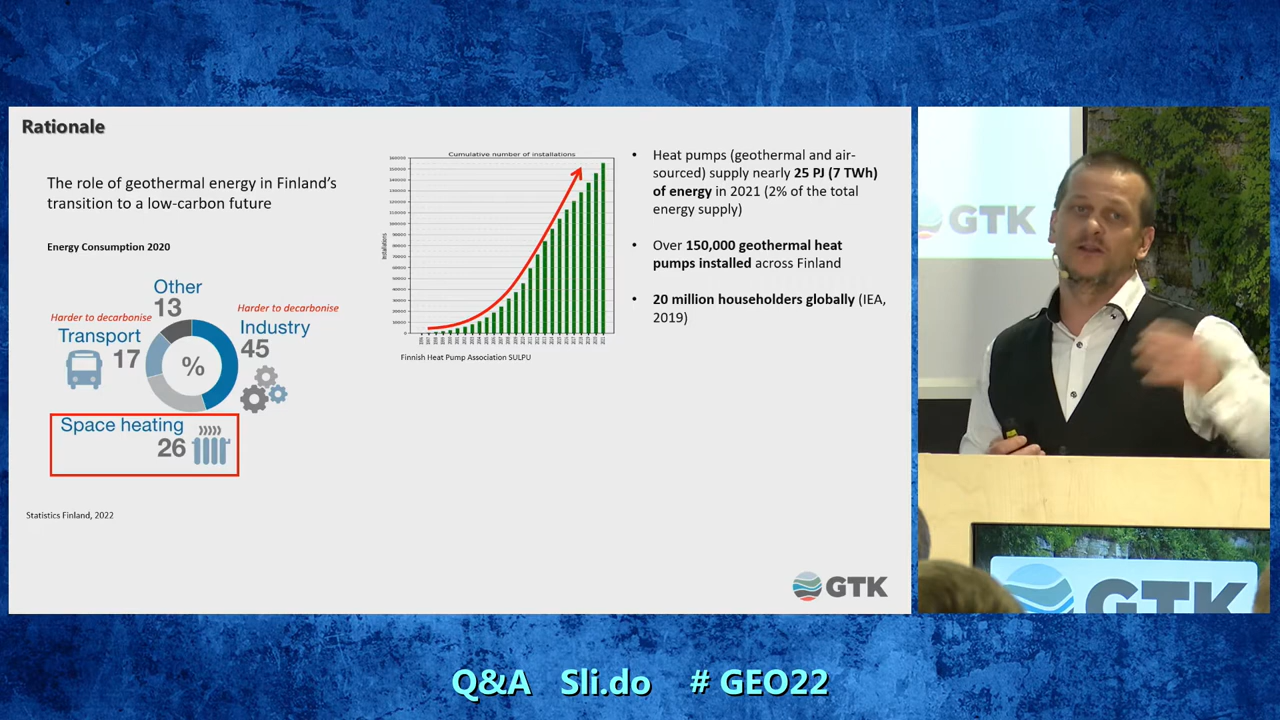 Rationale
The role of geothermal energy in Finland's
transition to a low-carbon future
Energy Consumption 2020
Other
13
Harder to decarbonise
Harder to decarbonise
Transport
17
Industry
45
%
Space heating
26
Statistics Finland, 2022
Cumulative number of installations
Installations
Finnish Heat Pump Association SULPU
• Heat pumps (geothermal and air-
sourced) supply nearly 25 PJ (7 TWh)
of energy in 2021 (2% of the total
energy supply)
• Over 150,000 geothermal heat
pumps installed across Finland
• 20 million householders globally (IEA,
2019)
GTK
GTK
GTK
Q&A Sli.do # GEO22